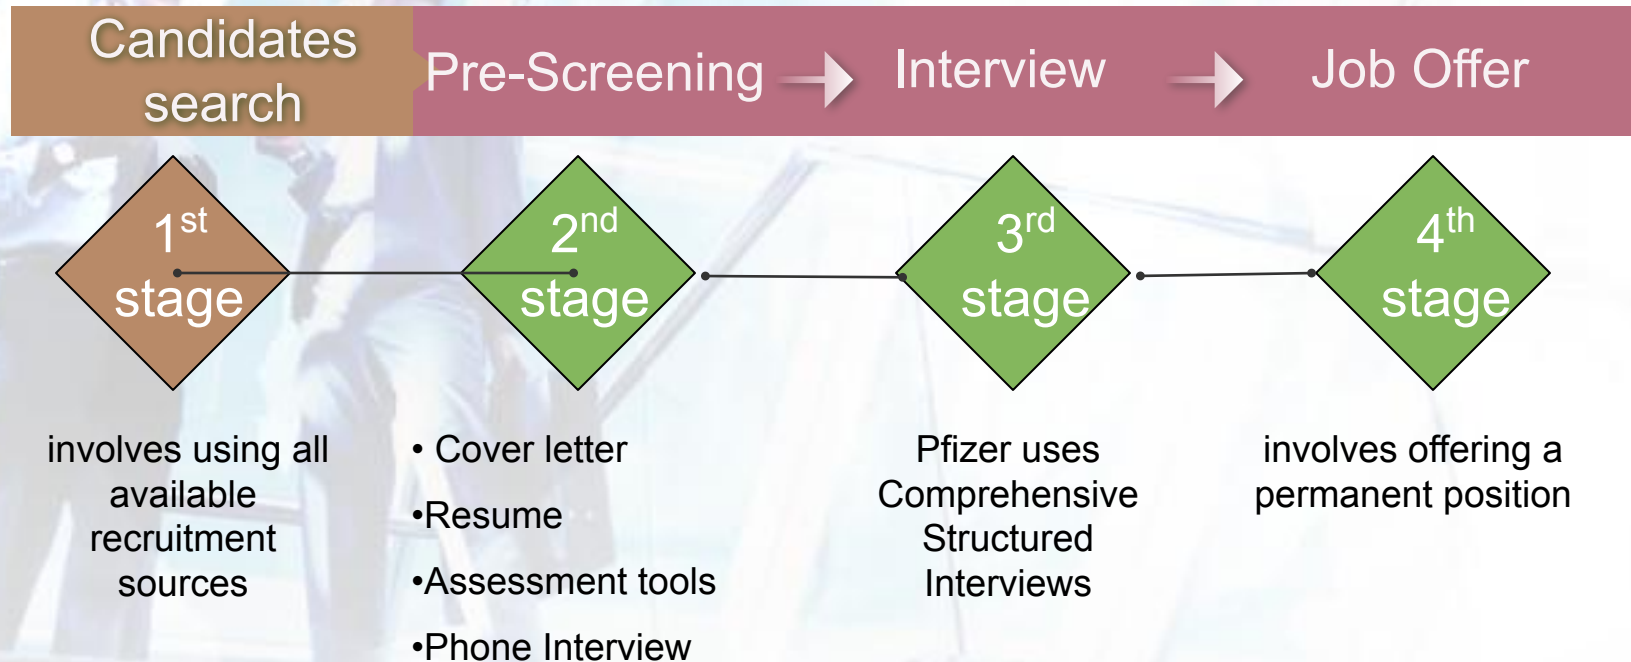 Candidates
search
Pre-Screening
Interview
Job Offer
1st
stage
2nd
stage
3rd
stage
4th
stage
involves using all
available
recruitment
sources
• Cover letter
•Resume
•Assessment tools
•Phone Interview
Pfizer uses
Comprehensive
Structured
Interviews
involves offering a
permanent position